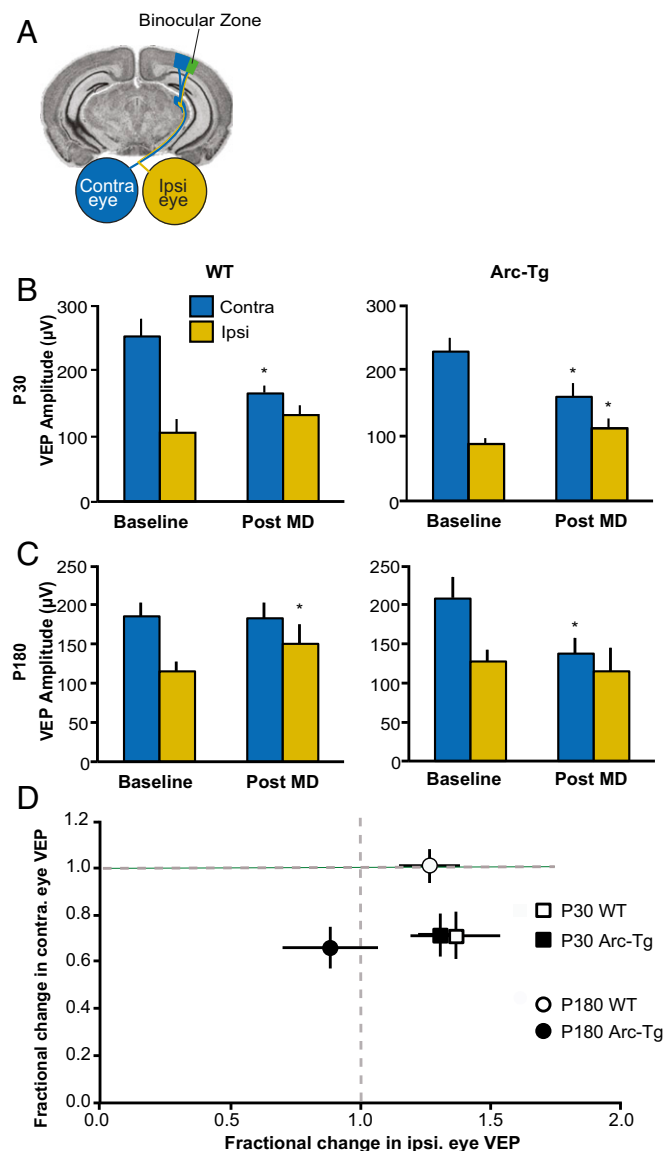 A
Binocular Zone
Contra
eye
Ipsi
eye
WT
Arc-Tg
B
Contra
Ipsi
P30
VEP Amplitude (µV)
300
200
100
0
Baseline
Post MD
*
300
200
100
0
Baseline
Post MD
*
*
C
P180
VEP Amplitude (µV)
250
200
150
100
50
0
Baseline
Post MD
*
250
200
150
100
50
0
Baseline
Post MD
*
D
Fractional change in contra. eye VEP
1.2
1.0
0.8
0.6
0.4
0.2
0.0
0.0
0.5
1.0
1.5
2.0
Fractional change in ipsi. eye VEP
P30 WT
P30 Arc-Tg
P180 WT
P180 Arc-Tg